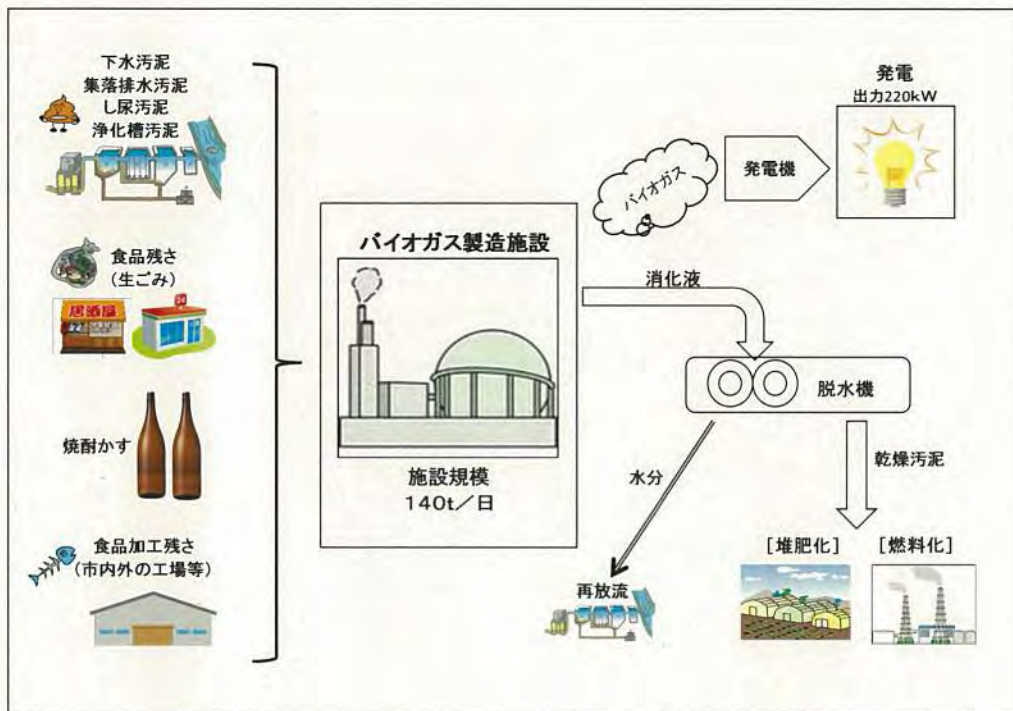 下水汚泥
集落排水汚泥
し尿汚泥
浄化槽汚泥
食品残さ
(生ごみ)
居酒屋
24
焼酎かす
食品加工残さ
(市内外の工場等)
バイオガス製造施設
施設規模
140t/日
バイオガス
発電機
発電
出力220kW
消化液
脱水機
水分
乾燥汚泥
再放流
[堆肥化]
[燃料化]